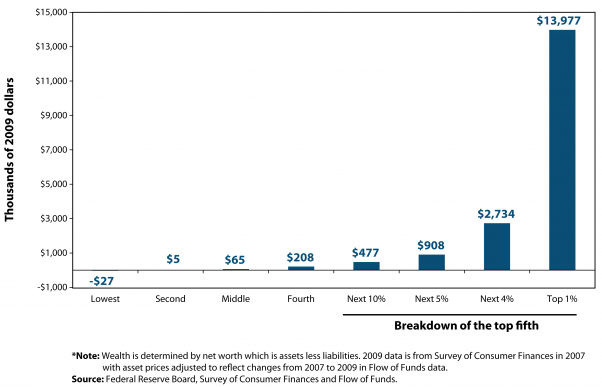 $15,000
$13,977
$13,000
$11,000
Thousands of 2009 dollars
$9,000
$7,000
$5,000
$3,000
$2,734
$1,000
-$1,000
-$27
$5
$65
$208
$477
$908
Lowest Second Middle Fourth Next 10% Next 5% Next 4% Top 1%
Breakdown of the top fifth
*Note: Wealth is determined by net worth which is assets less liabilities. 2009 data is from Survey of Consumer Finances in 2007
with asset prices adjusted to reflect changes from 2007 to 2009 in Flow of Funds data.
Source: Federal Reserve Board, Survey of Consumer Finances and Flow of Funds.